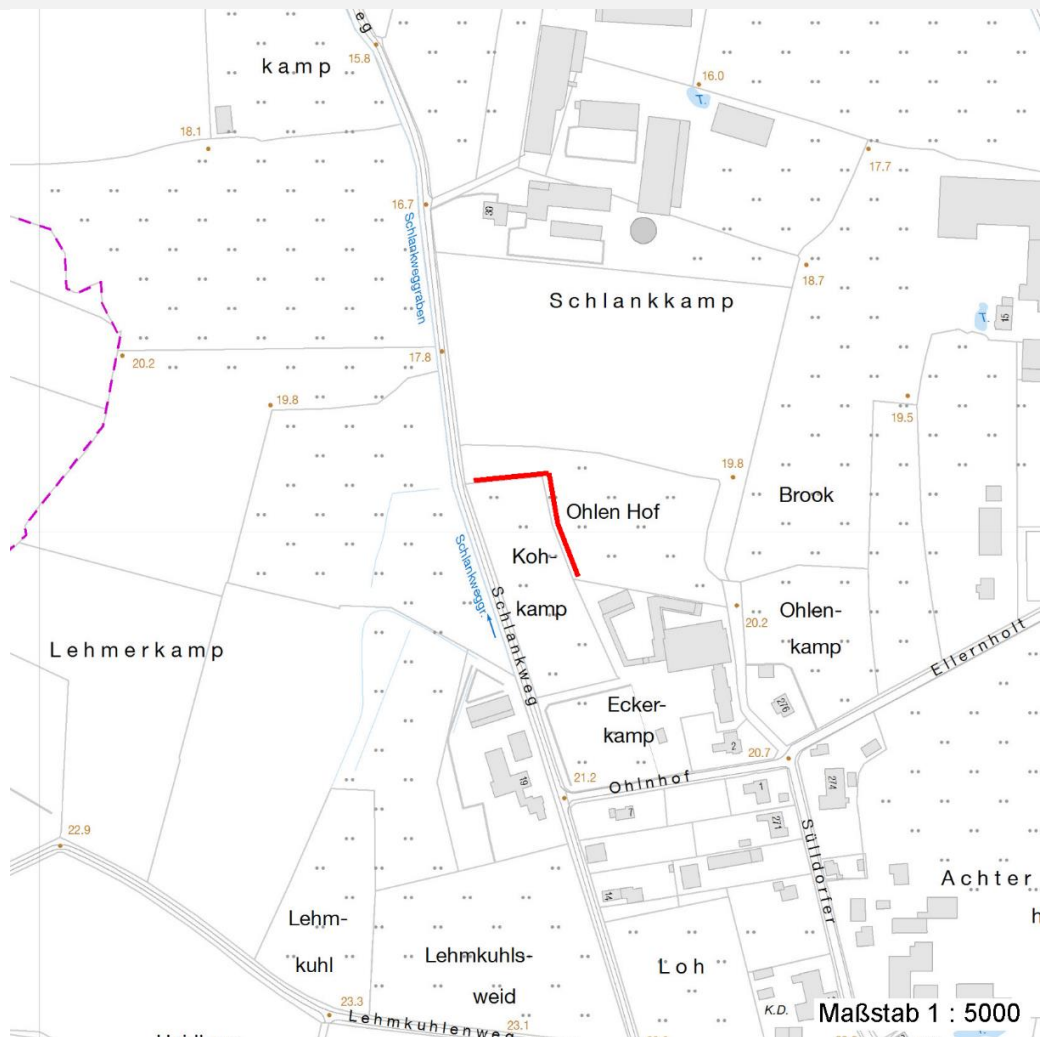 eg
15.8
kamp
16.0
T.
18.1
17.7
16.7
39
Schlankweggraben
18.7
Schlankkamp
T.
15
17.8
20.2
19.8
19.5
19.8
Brook
Ohlen Hof
Schlankweggr.
Koh-
kamp
Schlankweg
20.2
Ohlen-
kamp
Lehmerkamp
Ellernholt
Ecker-
kamp
276
2
20.7
21.2
Ohlnhof
19
1
274
7
271
22.9
Sülldorfer
14
Achter
h
Lehm-
kuhl
Lehmkuhls-
weid
Loh
K.D.
23.3
Maßstab 1 : 5000
Lehmkuhlenweg
23.1